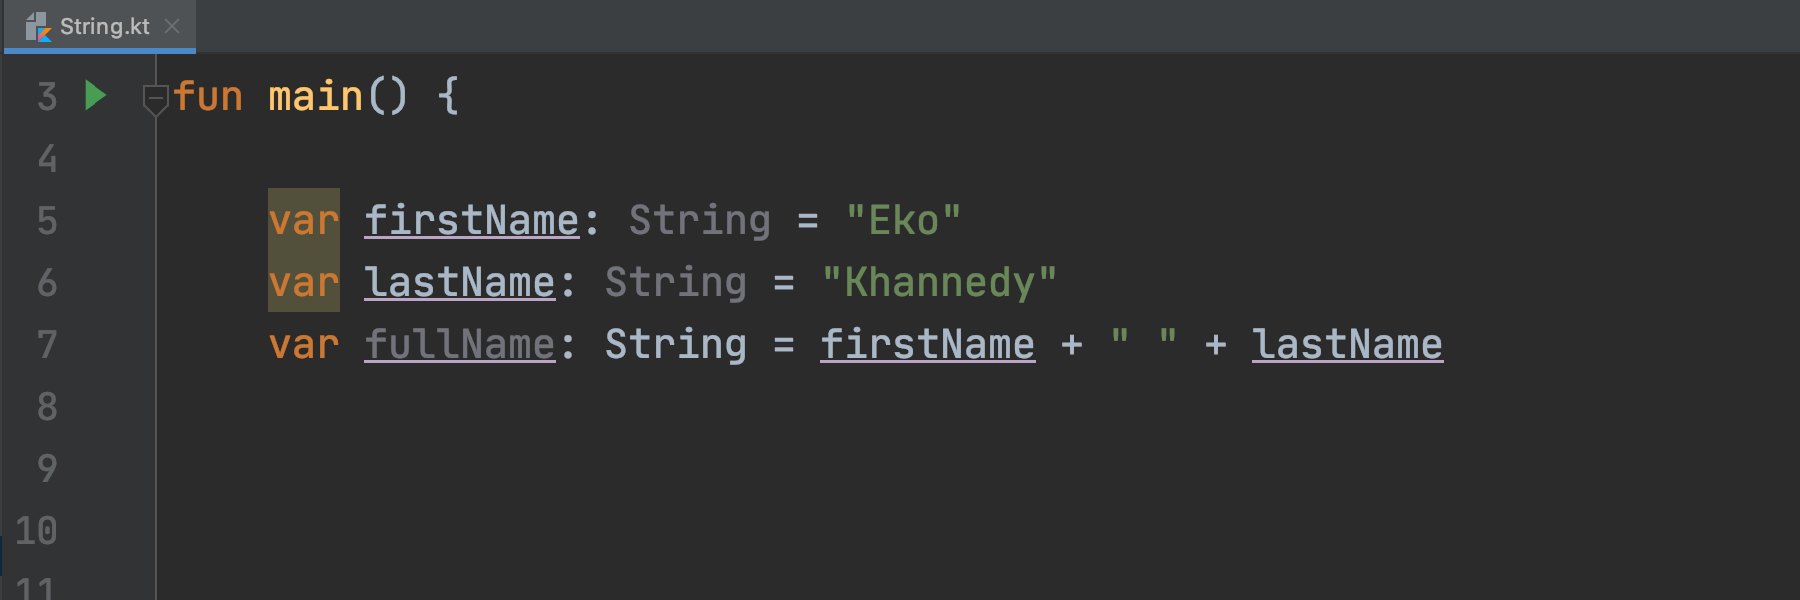 String.kt
3 fun main() {
4
5 var firstName: String = "Eko"
6 var lastName: String = "Khannedy"
7 var fullName: String = firstName + " " + lastName
8
9
10
11